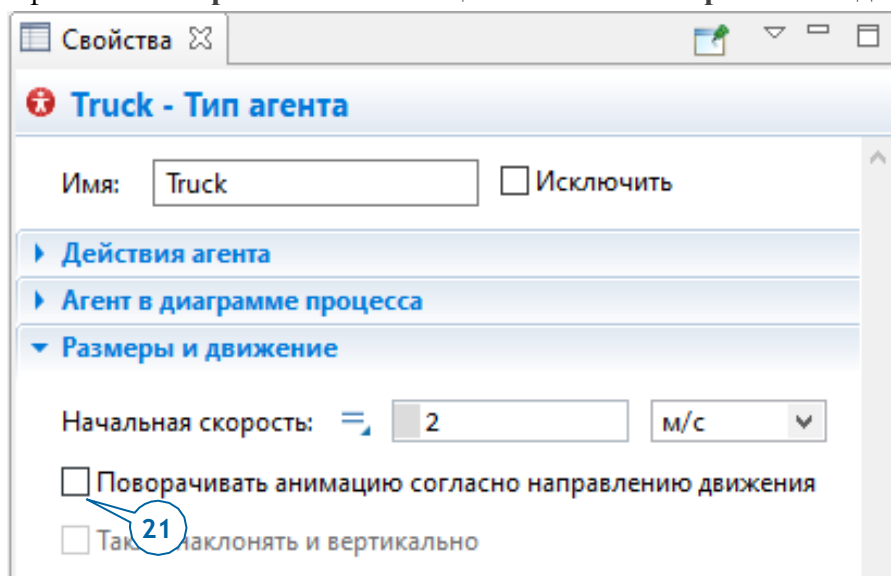 Свойства
Truck - Тип агента
Имя: Truck Исключить
Действия агента
Агент в диаграмме процесса
Размеры и движение
Начальная скорость: 2 м/с
Поворачивать анимацию согласно направлению движения
21
наклонять и вертикально